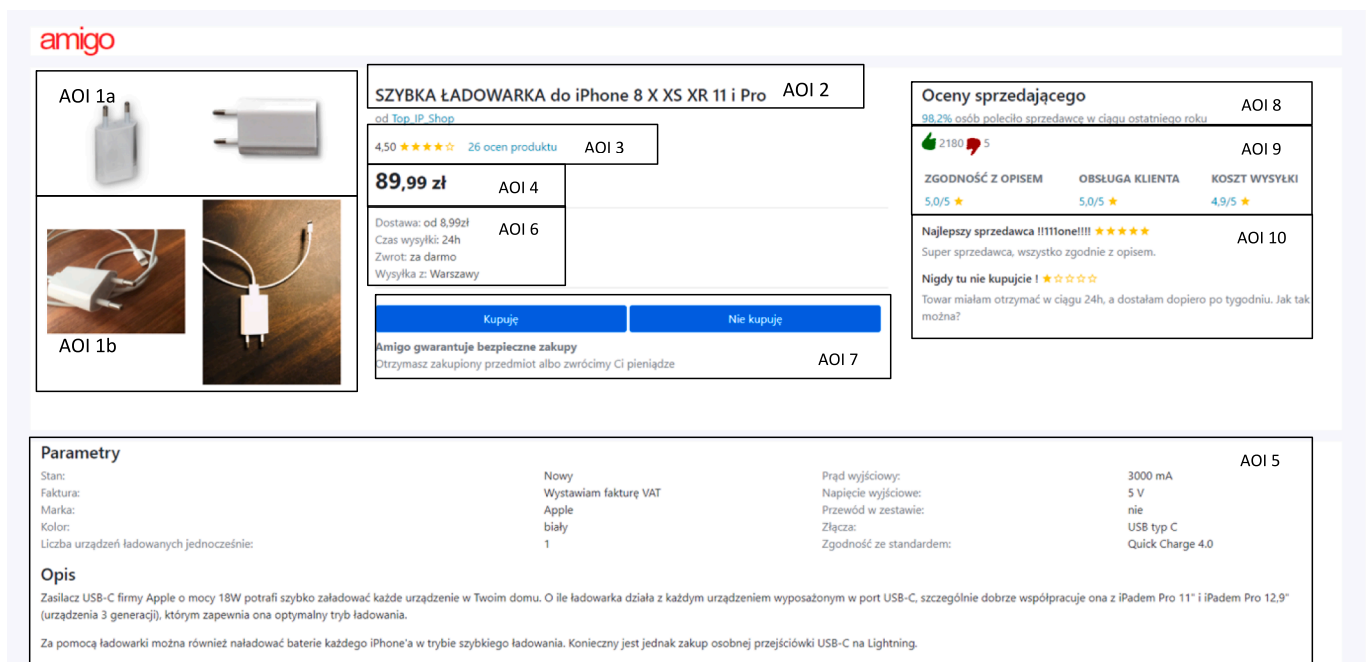 amigo
AOI 1a
AOI 1b
SZYBKA ŁADOWARKA do iPhone 8 X XS XR 11 i Pro AOI 2
od Top_IP_Shop
4,50 ★★★★☆ 26 ocen produktu AOI 3
89,99 zł AOI 4
Dostawa: od 8,99zł AOI 6
Czas wysyłki: 24h
Zwrot: za darmo
Wysyłka z: Warszawy
Kupuję Nie kupuję
Amigo gwarantuje bezpieczne zakupy
Otrzymasz zakupiony przedmiot albo zwrócimy Ci pieniądze AOI 7
Oceny sprzedającego AOI 8
98,2% osób poleciło sprzedawcę w ciągu ostatniego roku
2180 5 AOI 9
ZGODNOŚĆ Z OPISEM OBSŁUGA KLIENTA KOSZT WYSYŁKI
5,0/5 ★ 5,0/5 ★ 4,9/5 ★
Najlepszy sprzedawca !!111one!!!! ★★★★★ AOI 10
Super sprzedawca, wszystko zgodnie z opisem.
Nigdy tu nie kupujcie ! ★☆☆☆☆
Towar miałam otrzymać w ciągu 24h, a dostałam dopiero po tygodniu. Jak tak
można?
Parametry AOI 5
Stan: Nowy Prąd wyjściowy: 3000 mA
Faktura: Wystawiam fakturę VAT Napięcie wyjściowe: 5 V
Marka: Apple Przewód w zestawie: nie
Kolor: biały Złącza: USB typ C
Liczba urządzeń ładowanych jednocześnie: 1 Zgodność ze standardem: Quick Charge 4.0
Opis
Zasilacz USB-C firmy Apple o mocy 18W potrafi szybko załadować każde urządzenie w Twoim domu. O ile ładowarka działa z każdym urządzeniem wyposażonym w port USB-C, szczególnie dobrze współpracuje ona z iPadem Pro 11" i iPadem Pro 12,9"
(urządzenia 3 generacji), którym zapewnia ona optymalny tryb ładowania.
Za pomocą ładowarki można również naładować baterie każdego iPhone'a w trybie szybkiego ładowania. Konieczny jest jednak zakup osobnej przejściówki USB-C na Lightning.